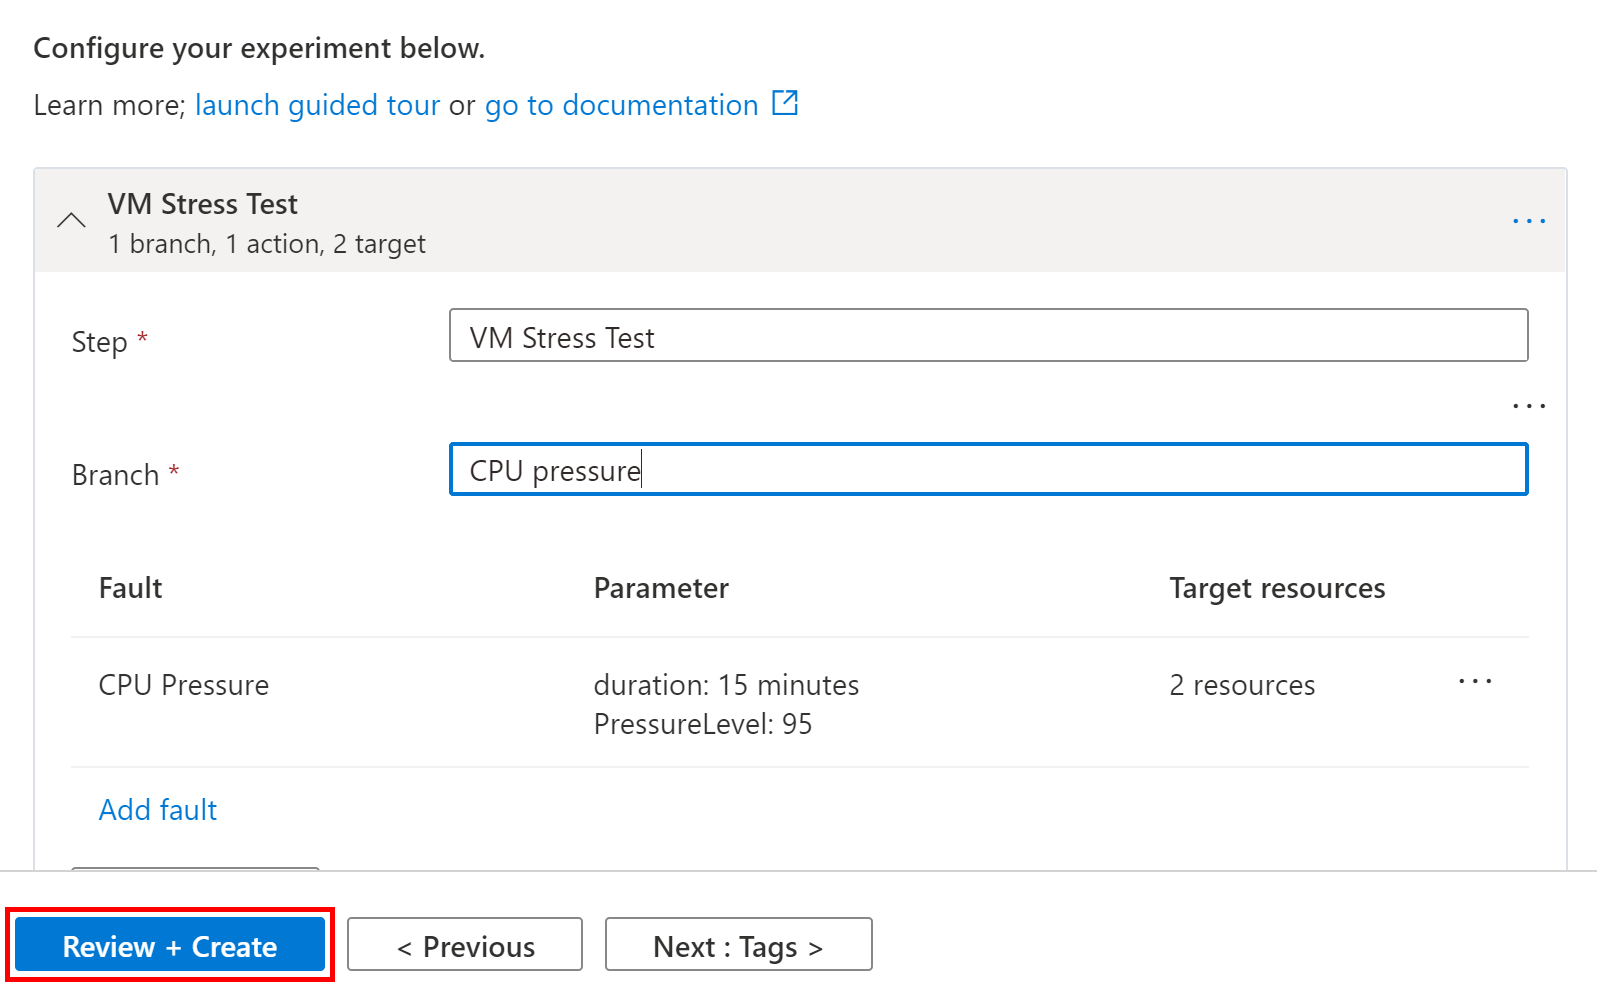 Configure your experiment below.
Learn more; launch guided tour or go to documentation
VM Stress Test
1 branch, 1 action, 2 target
Step *
VM Stress Test
Branch *
CPU pressure
Fault Parameter Target resources
CPU Pressure duration: 15 minutes 2 resources
PressureLevel: 95
Add fault
Review + Create < Previous Next : Tags >